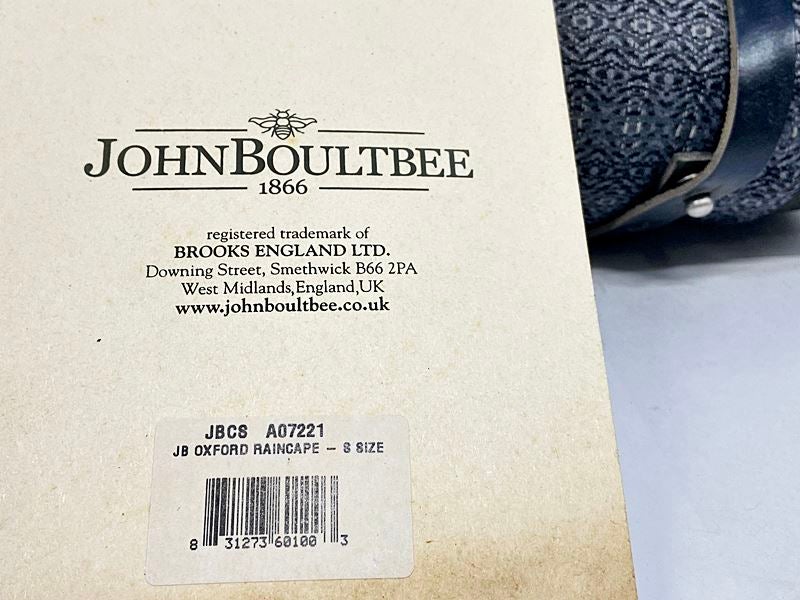 JOHNBOULTBEE
1866
registered trademark of
BROOKS ENGLAND LTD.
Downing Street, Smethwick B66 2PA
West Midlands,England,UK
www.johnboultbee.co.uk
JBCS A07221
JB OXFORD RAINCAPE - S SIZE
8 31273 60100 3